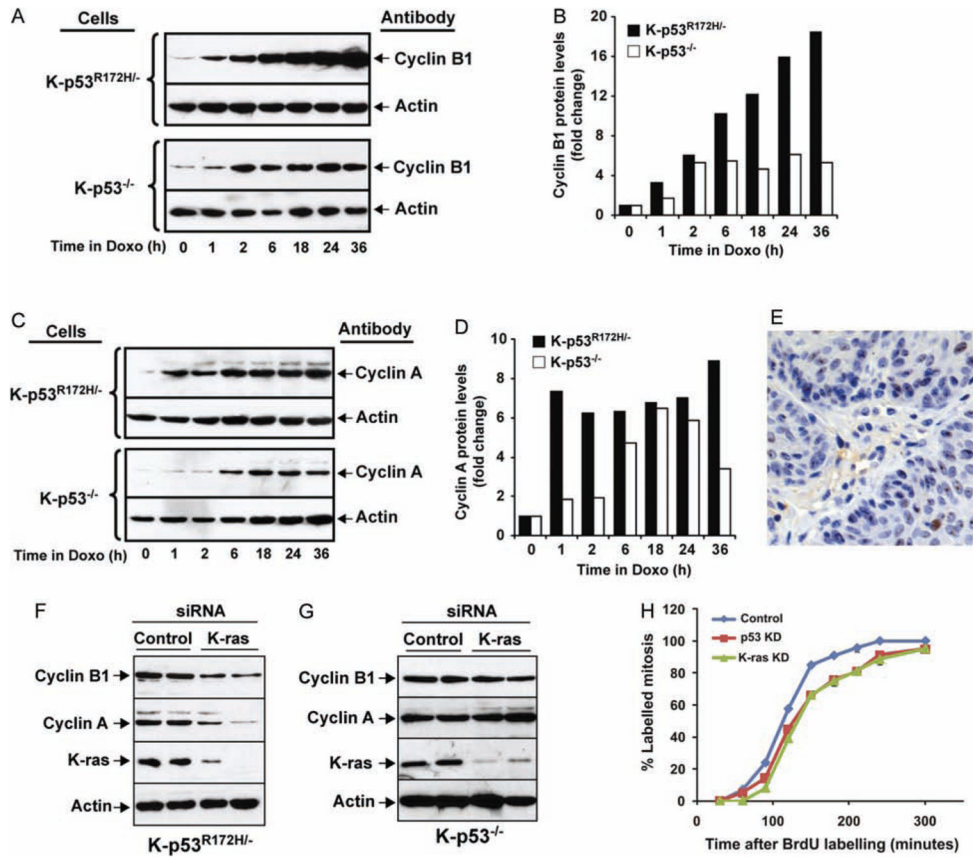 A
Cells
Antibody
K-p53R172H/-
Cyclin B1
Actin
K-p53-/-
Cyclin B1
Actin
Time in Doxo (h) 0 1 2 6 18 24 36
B
Cyclin B1 protein levels
(fold change)
20
16
12
8
4
0
K-p53R172H/-
K-p53-/-
0 1 2 6 18 24 36
Time in Doxo (h)
C
Cells
Antibody
K-p53R172H/-
Cyclin A
Actin
K-p53-/-
Cyclin A
Actin
Time in Doxo (h) 0 1 2 6 18 24 36
D
Cyclin A protein levels
(fold change)
10
8
6
4
2
0
K-p53R172H/-
K-p53-/-
0 1 2 6 18 24 36
Time in Doxo (h)
E
F
siRNA
Control K-ras
Cyclin B1
Cyclin A
K-ras
Actin
K-p53R172H/-
G
siRNA
Control K-ras
Cyclin B1
Cyclin A
K-ras
Actin
K-p53-/-
H
% Labelled mitosis
120
100
80
60
40
20
0
Control
p53 KD
K-ras KD
0 100 200 300
Time after BrdU labelling (minutes)